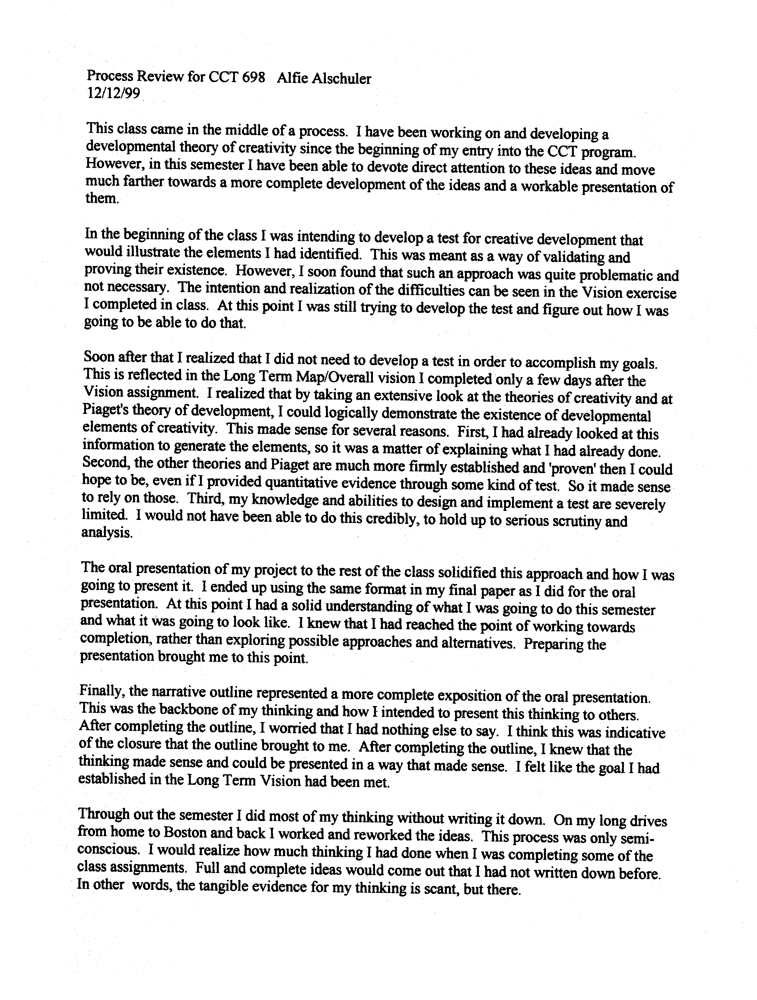 Process Review for CCT 698   Alfie Alschuler
12/12/99
This class came in the middle of a process.  I have been working on and developing a
developmental theory of creativity since the beginning of my entry into the CCT program.
However, in this semester I have been able to devote direct attention to these ideas and move
much farther towards a more complete development of the ideas and a workable presentation of
them.
In the beginning of the class I was intending to develop a test for creative development that
would illustrate the elements I had identified.  This was meant as a way of validating and
proving their existence.  However, I soon found that such an approach was quite problematic and
not necessary.  The intention and realization of the difficulties can be seen in the Vision exercise
I completed in class.  At this point I was still trying to develop the test and figure out how I was
going to be able to do that.
Soon after that I realized that I did not need to develop a test in order to accomplish my goals.
This is reflected in the Long Term Map/Overall vision I completed only a few days after the
Vision assignment.  I realized that by taking an extensive look at the theories of creativity and at
Piaget's theory of development, I could logically demonstrate the existence of developmental
elements of creativity.  This made sense for several reasons.  First, I had already looked at this
information to generate the elements, so it was a matter of explaining what I had already done.
Second, the other theories and Piaget are much more firmly established and 'proven' then I could
hope to be, even if I provided quantitative evidence through some kind of test.  So it made sense
to rely on those.  Third, my knowledge and abilities to design and implement a test are severely
limited.  I would not have been able to do this credibly, to hold up to serious scrutiny and
analysis.
The oral presentation of my project to the rest of the class solidified this approach and how I was
going to present it.  I ended up using the same format in my final paper as I did for the oral
presentation.  At this point I had a solid understanding of what I was going to do this semester
and what it was going to look like.  I knew that I had reached the point of working towards
completion, rather than exploring possible approaches and alternatives.  Preparing the
presentation brought me to this point.
Finally, the narrative outline represented a more complete exposition of the oral presentation.
This was the backbone of my thinking and how I intended to present this thinking to others.
After completing the outline, I worried that I had nothing else to say.  I think this was indicative
of the closure that the outline brought to me.  After completing the outline, I knew that the
thinking made sense and could be presented in a way that made sense.  I felt like the goal I had
established in the Long Term Vision had been met.
Through out the semester I did most of my thinking without writing it down.  On my long drives
from home to Boston and back I worked and reworked the ideas.  This process was only semi-
conscious.  I would realize how much thinking I had done when I was completing some of the
class assignments.  Full and complete ideas would come out that I had not written down before.
In other  words, the tangible evidence for my thinking is scant, but there.